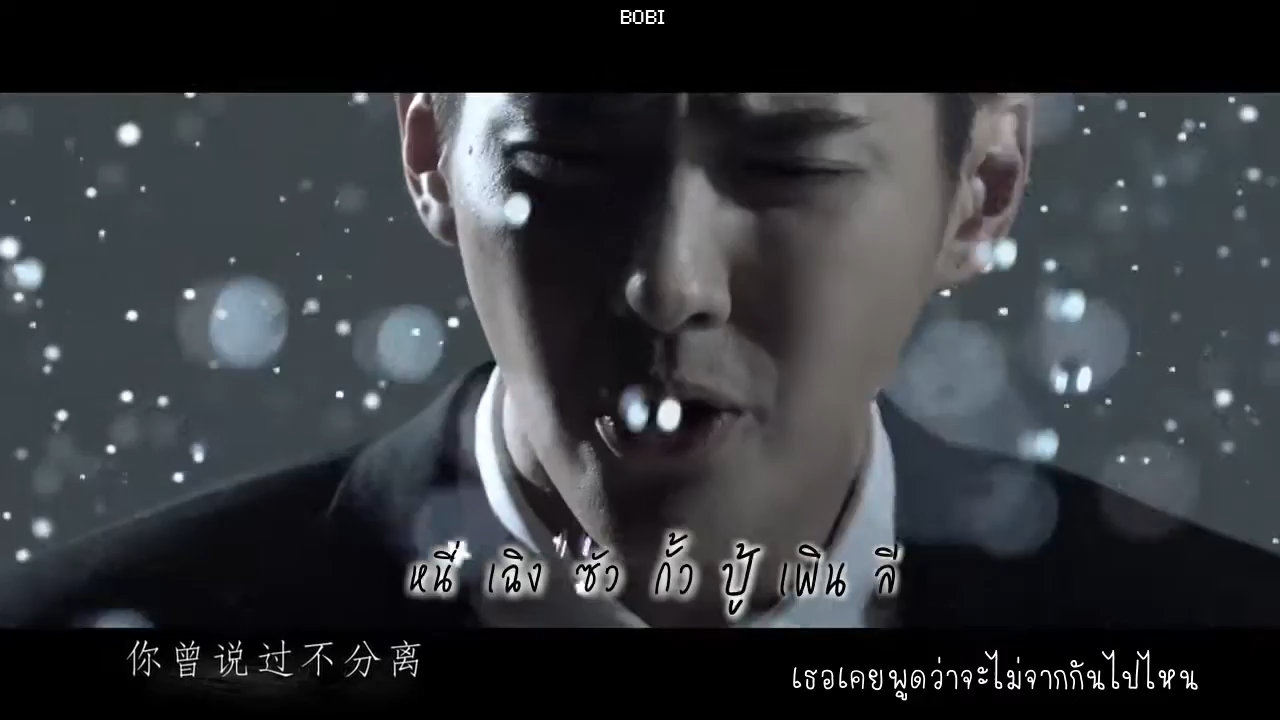 BOBI
หนี่ เฉิง ซัว กั้ว ปู้ เฟิน ลี
你曾说过不分离
เธอเคยพูดว่าจะไม่จากกันไปไหน